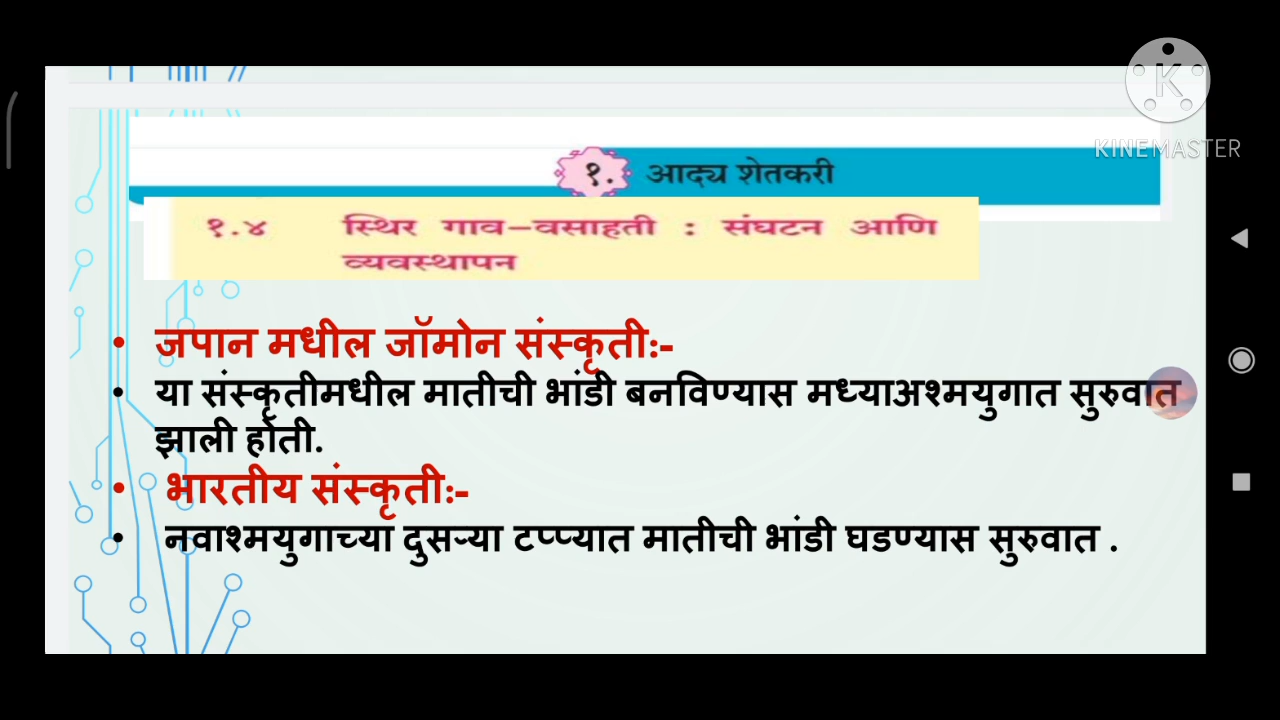 KINEMASTER
१. आद्य शेतकरी
१.४ स्थिर गाव-वसाहती : संघटन आणि
व्यवस्थापन
• जपान मधील जॉमोन संस्कृतीः-
• या संस्कृतीमधील मातीची भांडी बनविण्यास मध्याअश्मयुगात सुरुवात
झाली होती.
• भारतीय संस्कृतीः-
• नवाश्मयुगाच्या दुसऱ्या टप्प्यात मातीची भांडी घडण्यास सुरुवात .